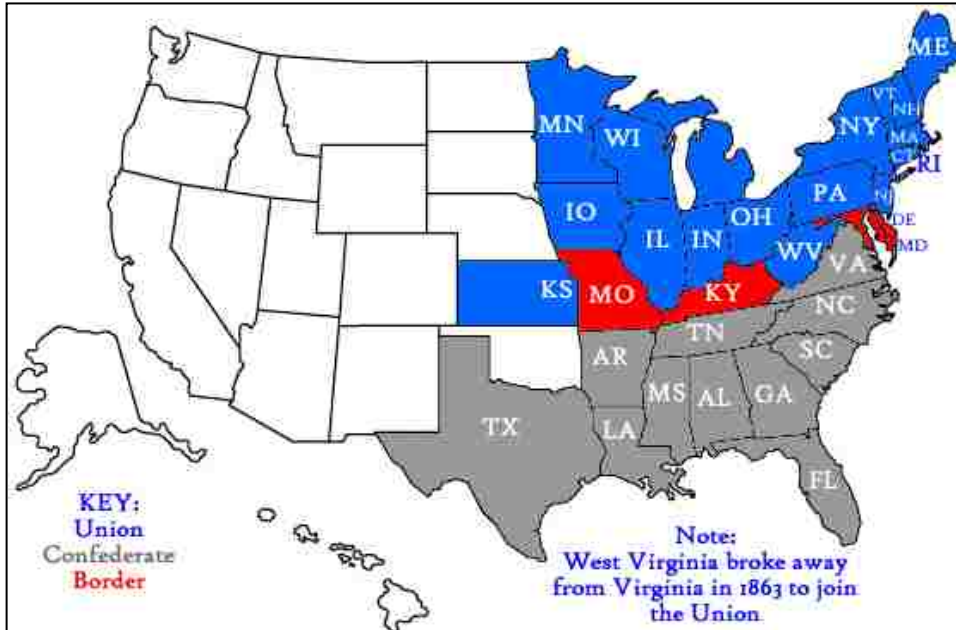 ME
VT
NH
MN
WI
NY
MA
CT
RI
PA
NJ
IO
OH
IL
IN
DE
WV
MD
KS
VA
MO
KY
NC
TN
AR
SC
MS
AL
GA
TX
LA
FL
KEY:
Union
Confederate
Border
Note:
West Virginia broke away
from Virginia in 1863 to join
the Union